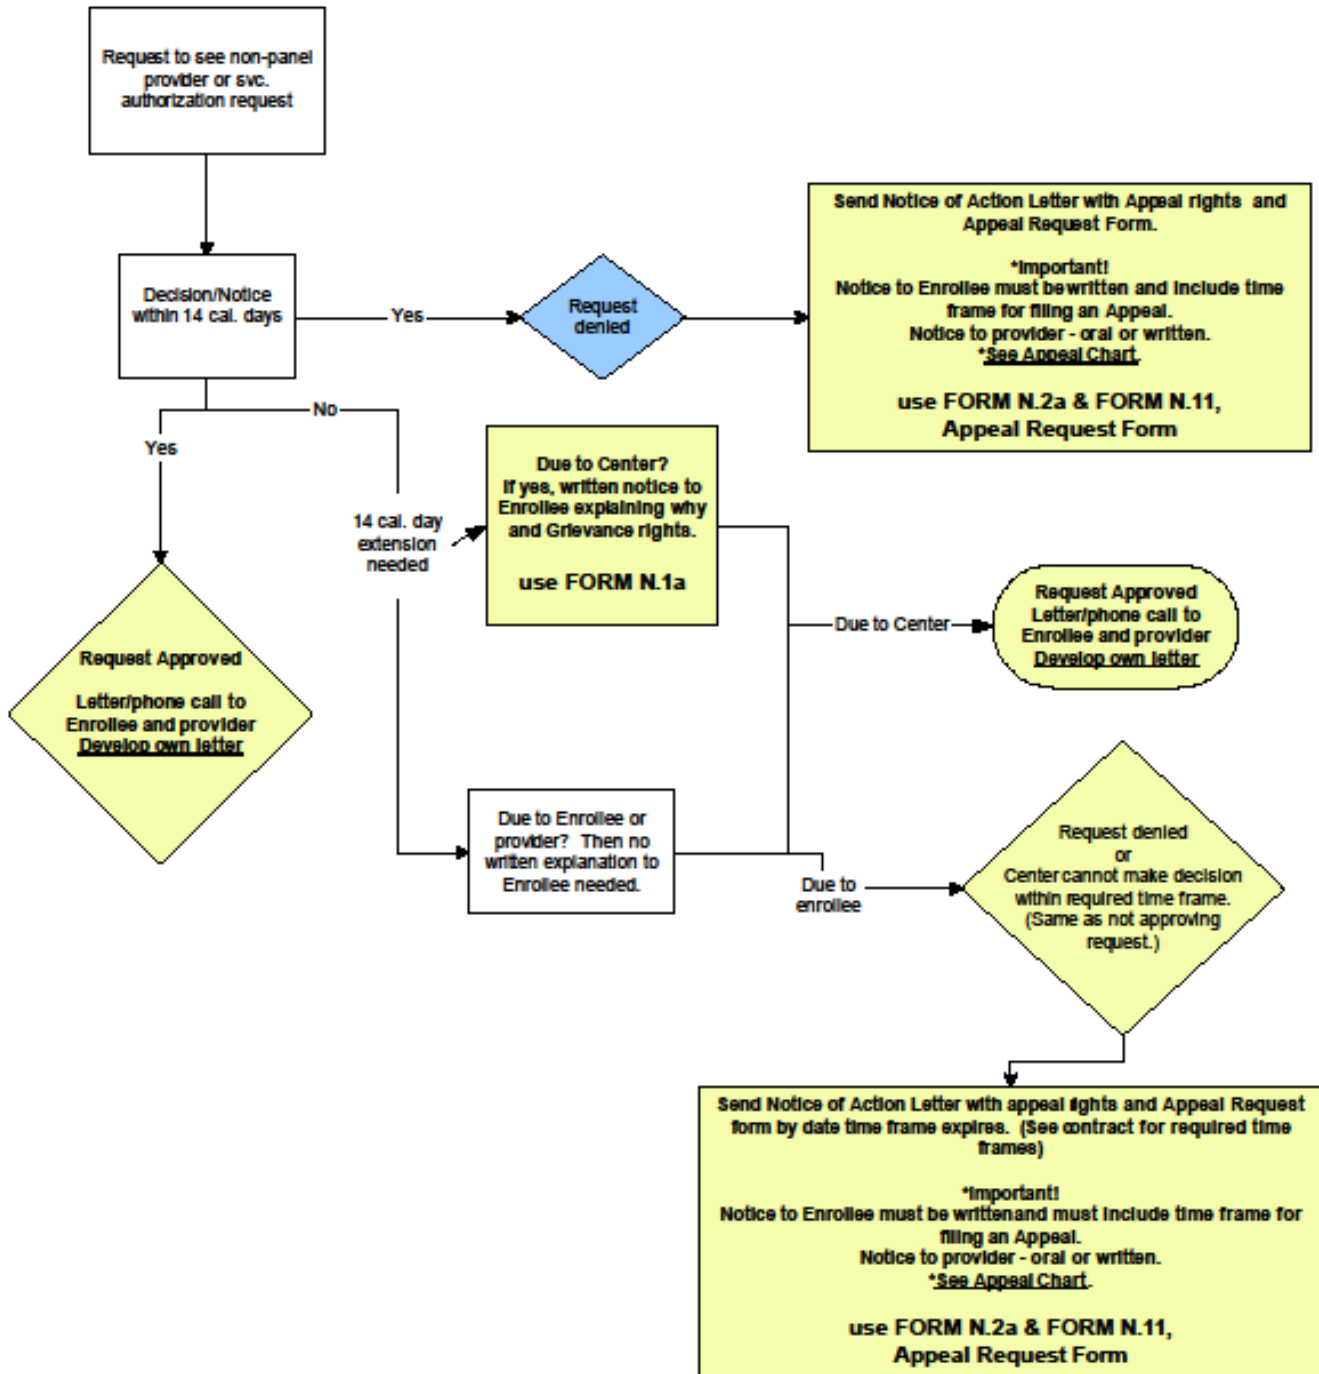 Request to see non-panel
provider or svc.
authorization request
Decision/Notice
within 14 cal. days
Yes
Request
denied
Send Notice of Action Letter with Appeal rights and
Appeal Request Form.
*Important!
Notice to Enrollee must be written and include time
frame for filing an Appeal.
Notice to provider - oral or written.
*See Appeal Chart.
use FORM N.2a & FORM N.11,
Appeal Request Form
No
Yes
14 cal. day
extension
needed
Due to Center?
If yes, written notice to
Enrollee explaining why
and Grievance rights.
use FORM N.1a
Due to Center
Request Approved
Letter/phone call to
Enrollee and provider
Develop own letter
Request Approved
Letter/phone call to
Enrollee and provider
Develop own letter
Due to Enrollee or
provider? Then no
written explanation to
Enrollee needed.
Due to
enrollee
Request denied
or
Center cannot make decision
within required time frame.
(Same as not approving
request.)
Send Notice of Action Letter with appeal rights and Appeal Request
form by date time frame expires. (See contract for required time
frames)
*Important!
Notice to Enrollee must be written and must include time frame for
filing an Appeal.
Notice to provider - oral or written.
*See Appeal Chart.
use FORM N.2a & FORM N.11,
Appeal Request Form